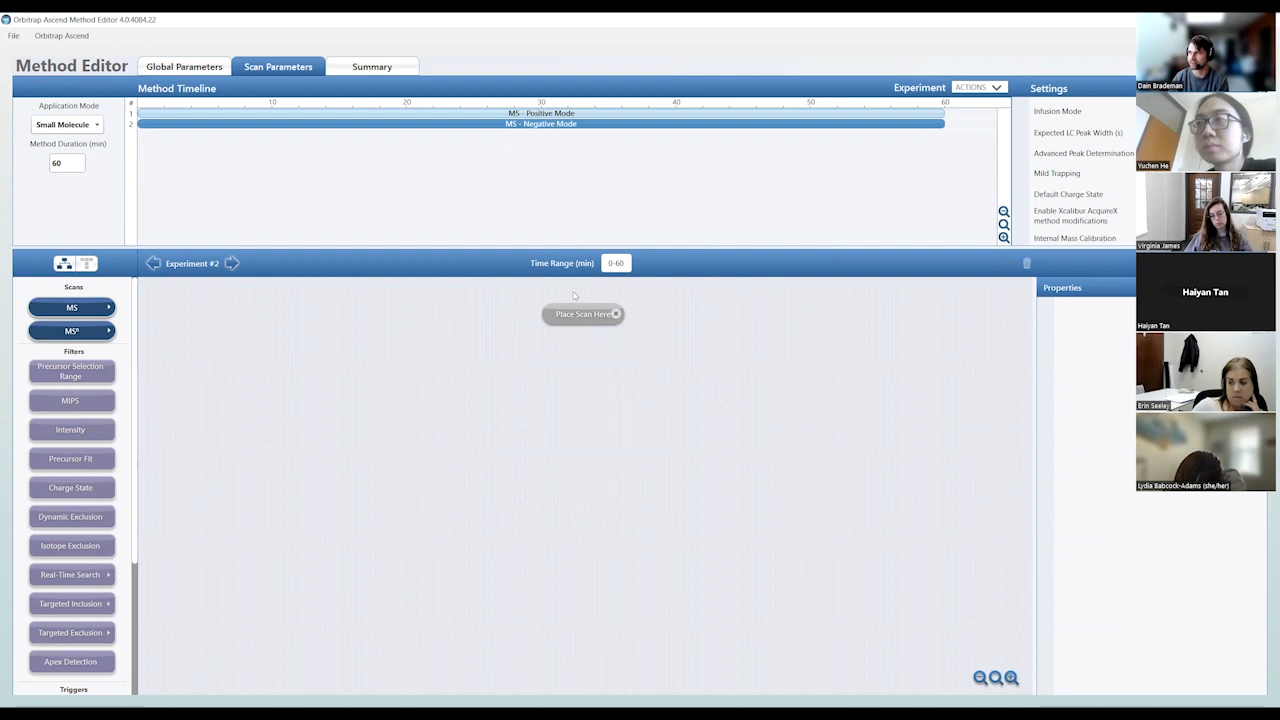 Orbitrap Ascend Method Editor 4.0.4084.22
File Orbitrap Ascend
Method Editor
Global Parameters
Scan Parameters
Summary
Method Timeline
Experiment
ACTIONS
Settings
Application Mode
Small Molecule
Method Duration (min)
60
#
10
20
30
40
50
60
1
MS - Positive Mode
2
MS - Negative Mode
Infusion Mode
Expected LC Peak Width (s)
Advanced Peak Determination
Mild Trapping
Default Charge State
Enable Xcalibur AcquireX
method modifications
Internal Mass Calibration
Experiment #2
Time Range (min)
0-60
Scans
MS
MSⁿ
Filters
Precursor Selection
Range
MIPS
Intensity
Precursor Fit
Charge State
Dynamic Exclusion
Isotope Exclusion
Real-Time Search
Targeted Inclusion
Targeted Exclusion
Apex Detection
Triggers
Place Scan Here
Properties
Dain Brademan
Yuchen He
Virginia James
Haiyan Tan
Haiyan Tan
Erin Seeley
Lydia Babcock-Adams (she/her)